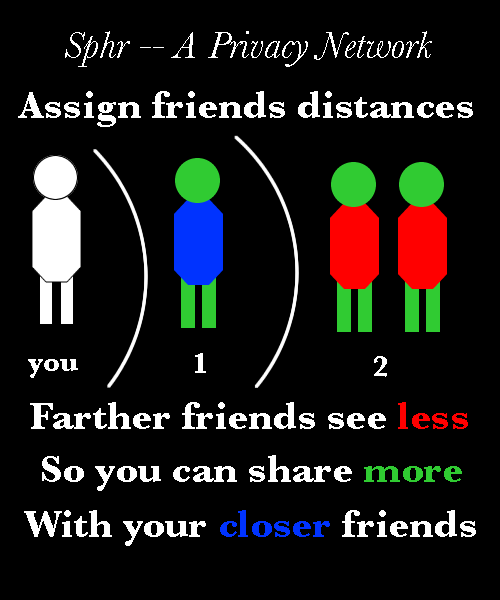 Sphr -- A Privacy Network
Assign friends distances
you
1
2
Farther friends see less
So you can share more
With your closer friends